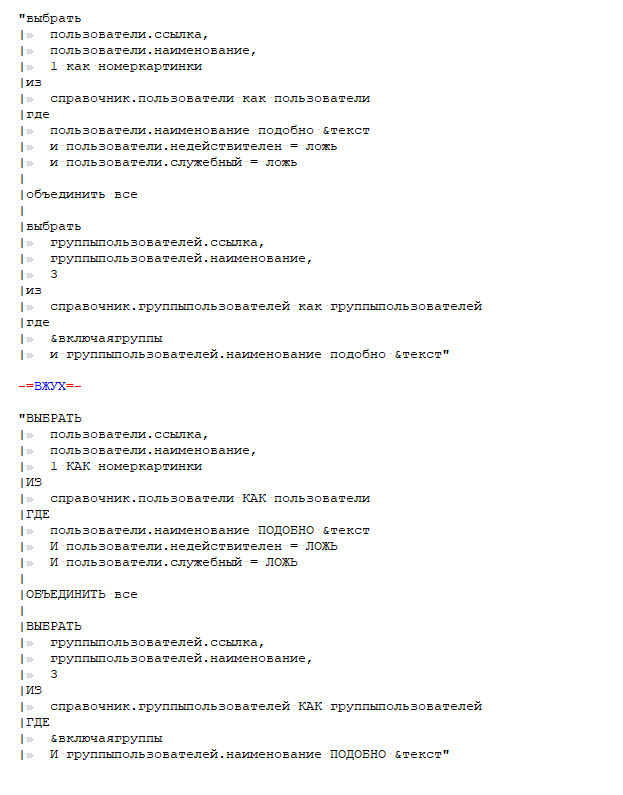 "выбрать
|» пользователи.ссылка,
|» пользователи.наименование,
|» 1 как номеркартинки
|из
|» справочник.пользователи как пользователи
|где
|» пользователи.наименование подобно &текст
|» и пользователи.недействителен = ложь
|» и пользователи.служебный = ложь
|
|объединить все
|
|выбрать
|» группыпользователей.ссылка,
|» группыпользователей.наименование,
|» 3
|из
|» справочник.группыпользователей как группыпользователей
|где
|» &включаягруппы
|» и группыпользователей.наименование подобно &текст"
-=ВЖУХ=-
"ВЫБРАТЬ
|» пользователи.ссылка,
|» пользователи.наименование,
|» 1 КАК номеркартинки
|ИЗ
|» справочник.пользователи КАК пользователи
|ГДЕ
|» пользователи.наименование ПОДОБНО &текст
|» И пользователи.недействителен = ЛОЖЬ
|» И пользователи.служебный = ЛОЖЬ
|
|ОБЪЕДИНИТЬ все
|
|ВЫБРАТЬ
|» группыпользователей.ссылка,
|» группыпользователей.наименование,
|» 3
|ИЗ
|» справочник.группыпользователей КАК группыпользователей
|ГДЕ
|» &включаягруппы
|» И группыпользователей.наименование ПОДОБНО &текст"